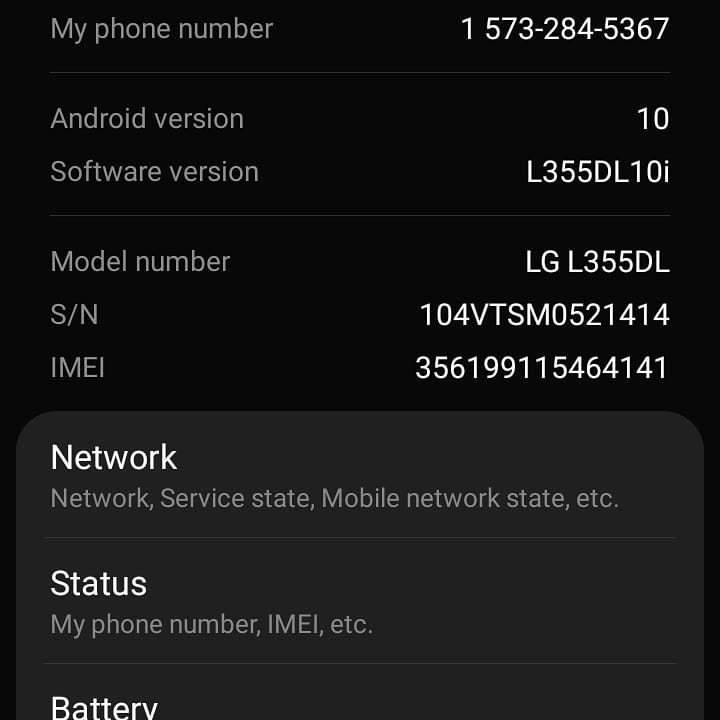 My phone number 1 573-284-5367
Android version 10
Software version L355DL10i
Model number LG L355DL
S/N 104VTSM0521414
IMEI 356199115464141
Network
Network, Service state, Mobile network state, etc.
Status
My phone number, IMEI, etc.
Battery